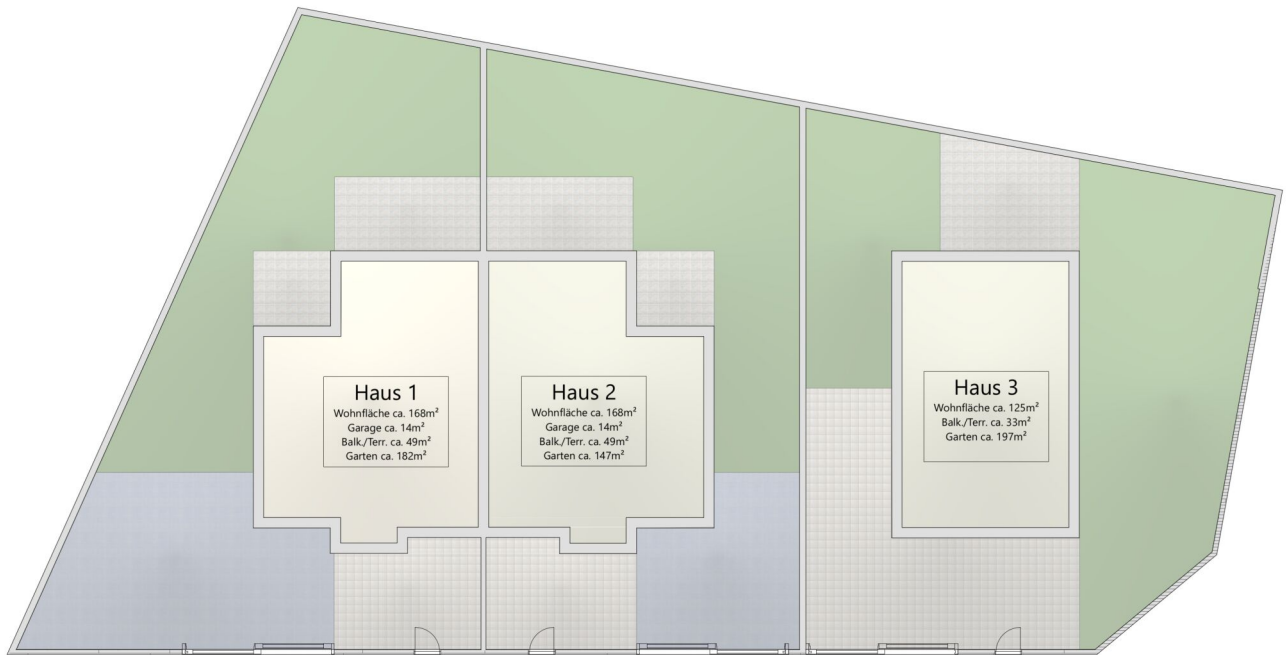 Haus 1
Wohnfläche ca. 168m²
Garage ca. 14m²
Balk./Terr. ca. 49m²
Garten ca. 182m²
Haus 2
Wohnfläche ca. 168m²
Garage ca. 14m²
Balk./Terr. ca. 49m²
Garten ca. 147m²
Haus 3
Wohnfläche ca. 125m²
Balk./Terr. ca. 33m²
Garten ca. 197m²